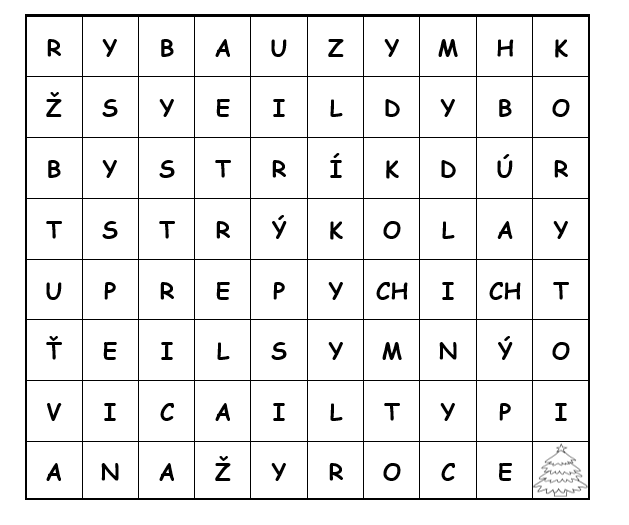 R Y B A U Z Y M H K
Ž S Y E I L D Y B O
B Y S T R Í K D Ú R
T S T R Ý K O L A Y
U P R E P Y CH I CH T
Ť E I L S Y M N Ý O
V I C A I L T Y P I
A N A Ž Y R O C E